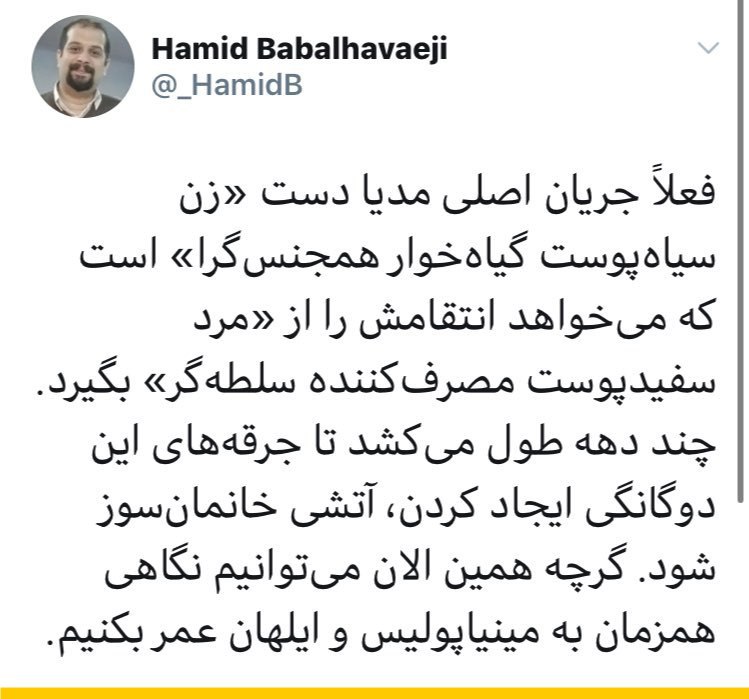 Hamid Babalhavaeji
@_HamidB
فعلاً جریان اصلی مدیا دست «زن
سیاه‌پوست گیاه‌خوار همجنس‌گرا» است
که می‌خواهد انتقامش را از «مرد
سفیدپوست مصرف‌کننده سلطه‌گر» بگیرد.
چند دهه طول می‌کشد تا جرقه‌های این
دوگانگی ایجاد کردن، آتشی خانمان‌سوز
شود. گرچه همین الان می‌توانیم نگاهی
همزمان به مینیاپولیس و ایلهان عمر بکنیم.